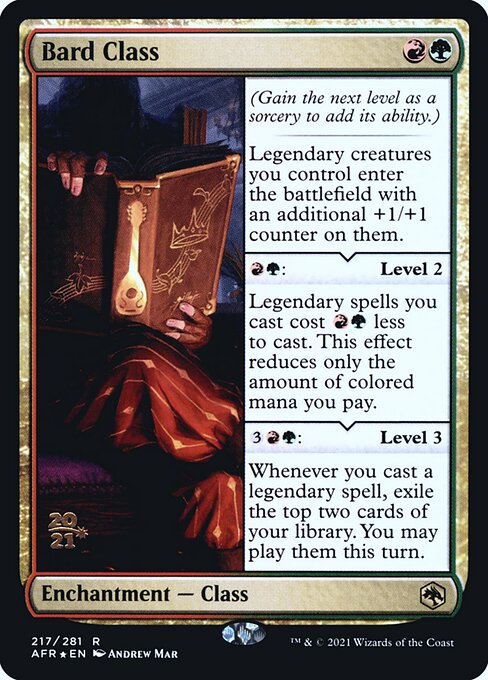 Bard Class
(Gain the next level as a
sorcery to add its ability.)
Legendary creatures
you control enter
the battlefield with
an additional +1/+1
counter on them.
: Level 2
Legendary spells you
cast cost less
to cast. This effect
reduces only the
amount of colored
mana you pay.
3 : Level 3
Whenever you cast a
legendary spell, exile
the top two cards of
your library. You may
play them this turn.
20
21
Enchantment — Class
217/281 R
AFR ★ EN Andrew Mar
™ & © 2021 Wizards of the Coast